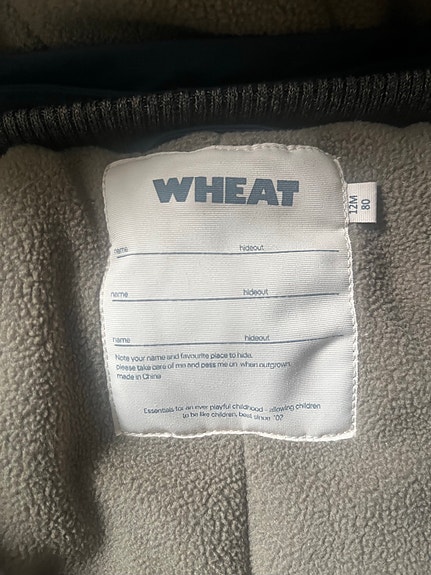 WHEAT
12M
80
name hideout
name hideout
name hideout
Note your name and favourite place to hide,
please take care of me and pass me on when outgrown.
made in China
Essentials for an ever playful childhood - allowing children
to be like children, best since '02